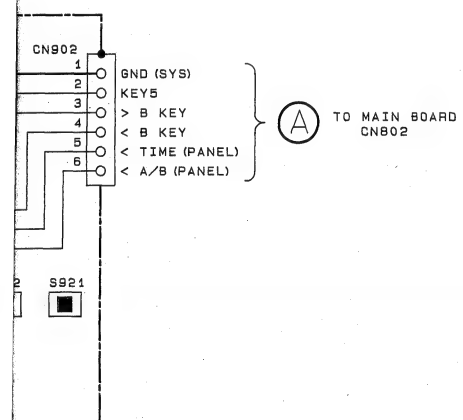 CN902
1 GND (SYS)
2 KEY5
3 > B KEY
4 < B KEY
5 < TIME (PANEL)
6 < A/B (PANEL)
A TO MAIN BOARD
CN802
2 S921